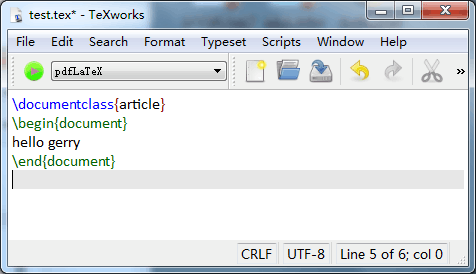 test.tex* - TeXworks
File Edit Search Format Typeset Scripts Window Help
pdfLaTeX »
\documentclass{article}
\begin{document}
hello gerry
\end{document}
CRLF UTF-8 Line 5 of 6; col 0